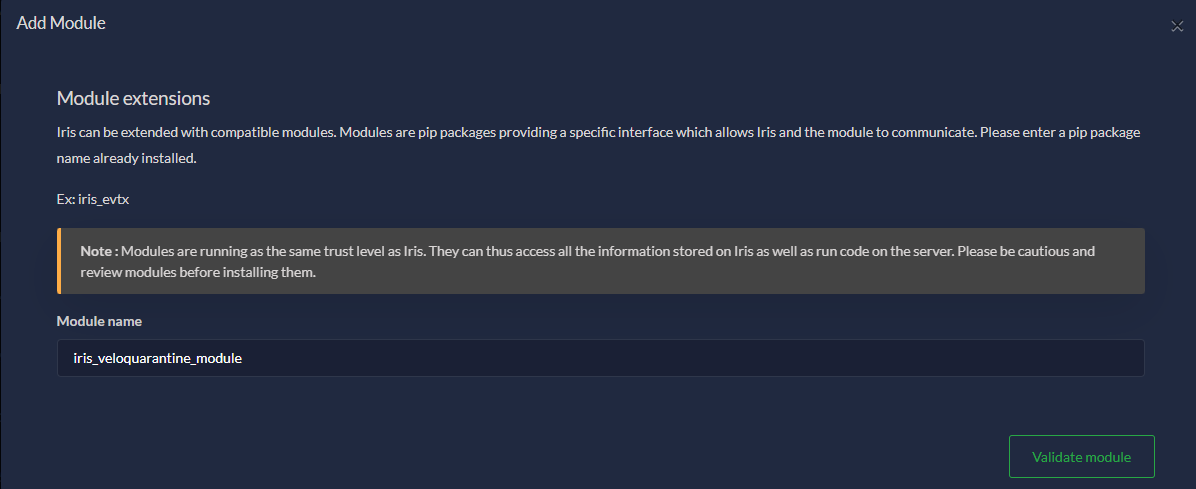 Add Module
Module extensions
Iris can be extended with compatible modules. Modules are pip packages providing a specific interface which allows Iris and the module to communicate. Please enter a pip package
name already installed.
Ex: iris_evtx
Note : Modules are running as the same trust level as Iris. They can thus access all the information stored on Iris as well as run code on the server. Please be cautious and
review modules before installing them.
Module name
iris_veloquarantine_module
Validate module